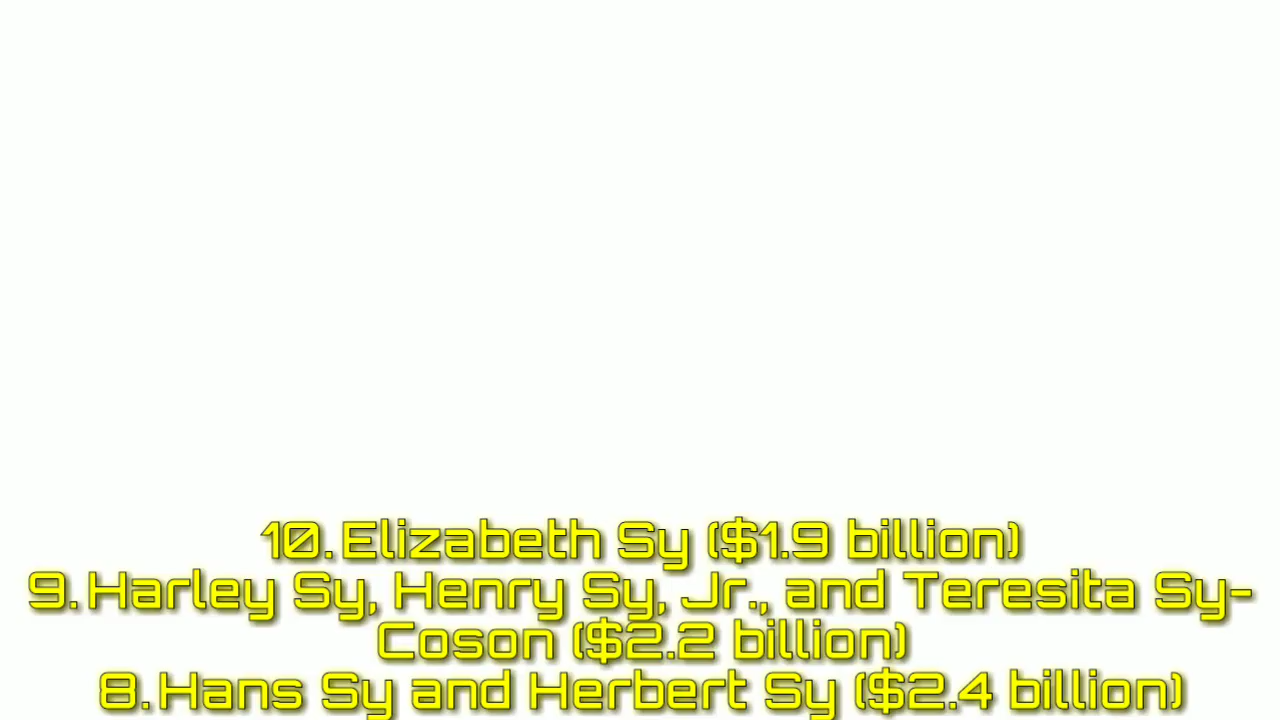 10. Elizabeth Sy ($1.9 billion)
9. Harley Sy, Henry Sy, Jr., and Teresita Sy-
Coson ($2.2 billion)
8. Hans Sy and Herbert Sy ($2.4 billion)